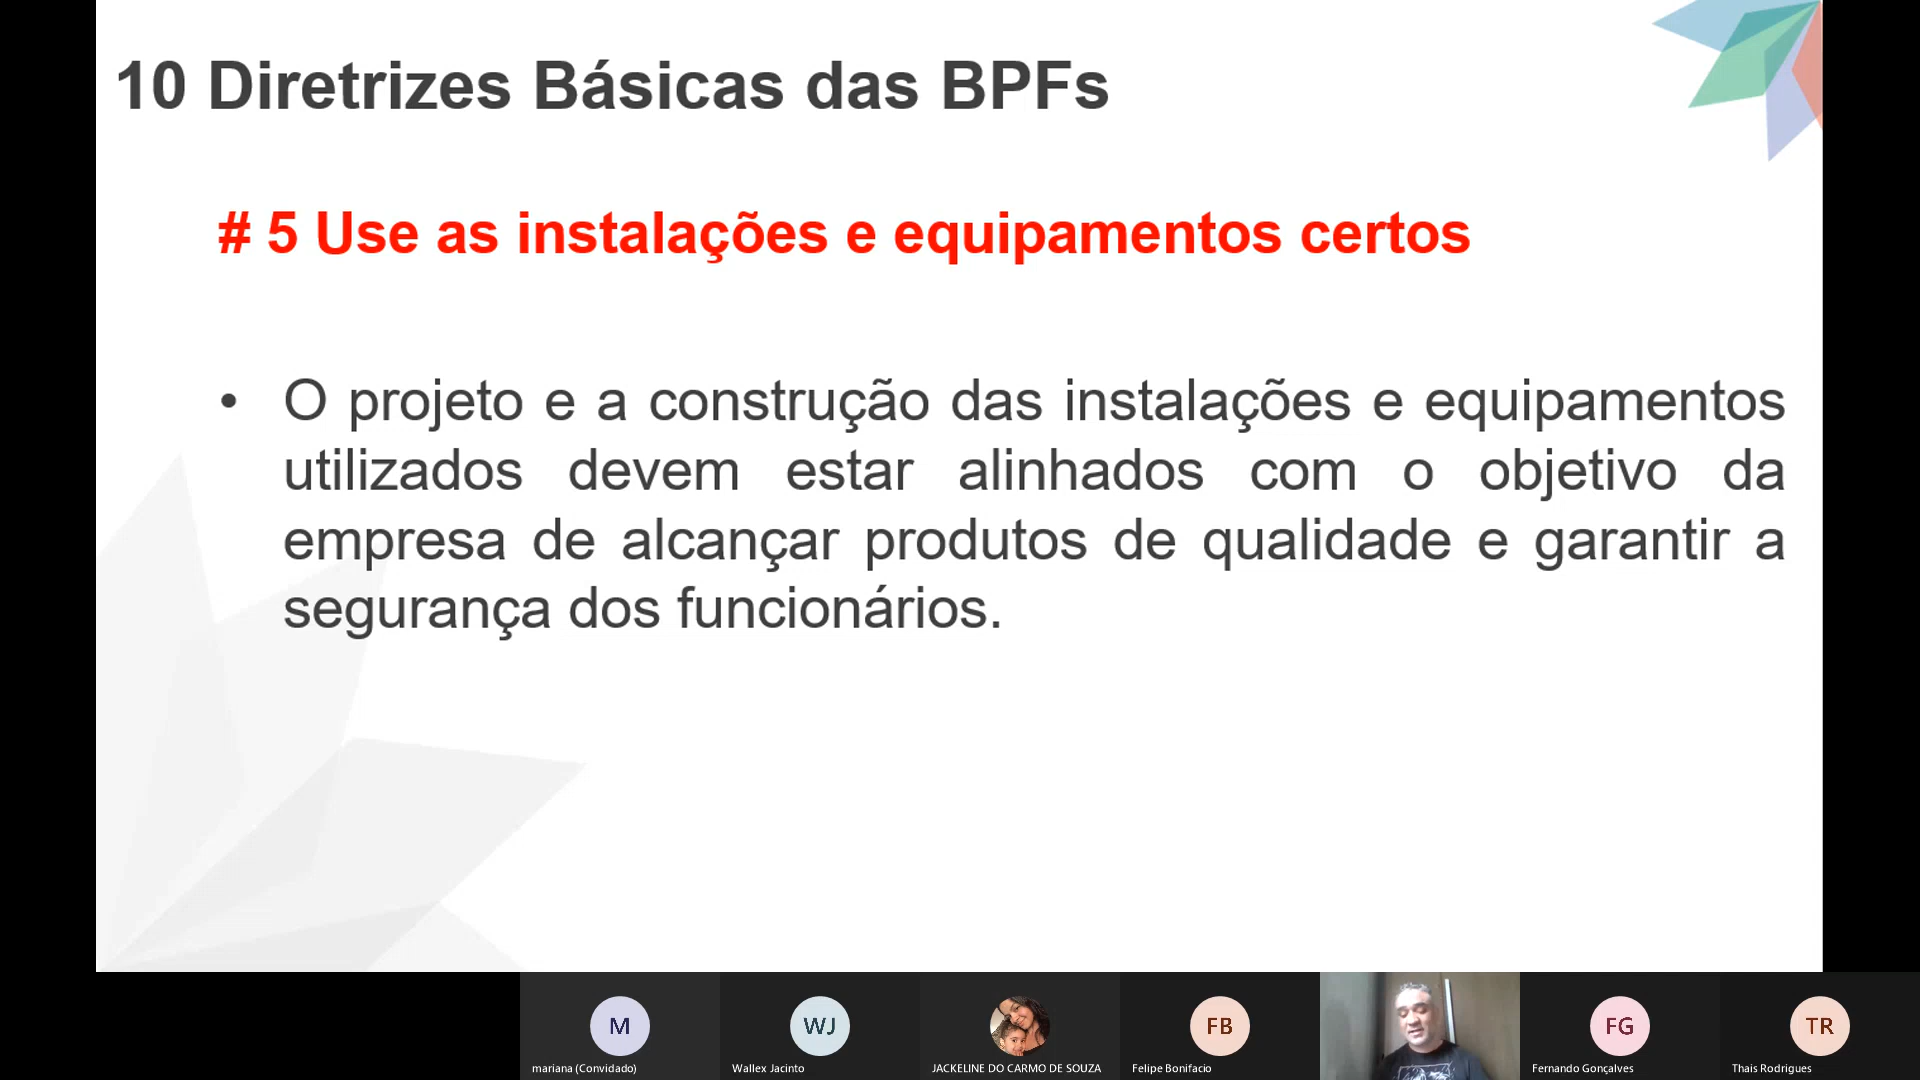 10 Diretrizes Básicas das BPFs
# 5 Use as instalações e equipamentos certos
• O projeto e a construção das instalações e equipamentos
utilizados devem estar alinhados com o objetivo da
empresa de alcançar produtos de qualidade e garantir a
segurança dos funcionários.
M
WJ
FB
FG
TR
mariana (Convidado)
Wallex Jacinto
JACKELINE DO CARMO DE SOUZA
Felipe Bonifacio
Fernando Gonçalves
Thais Rodrigues